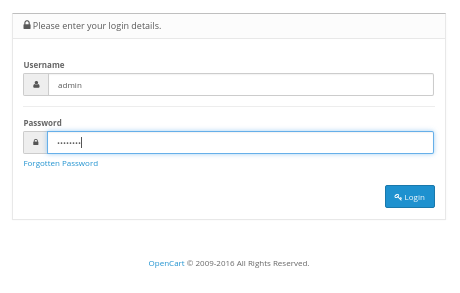 Please enter your login details.
Username
admin
Password
••••••••
Forgotten Password
Login
OpenCart © 2009-2016 All Rights Reserved.